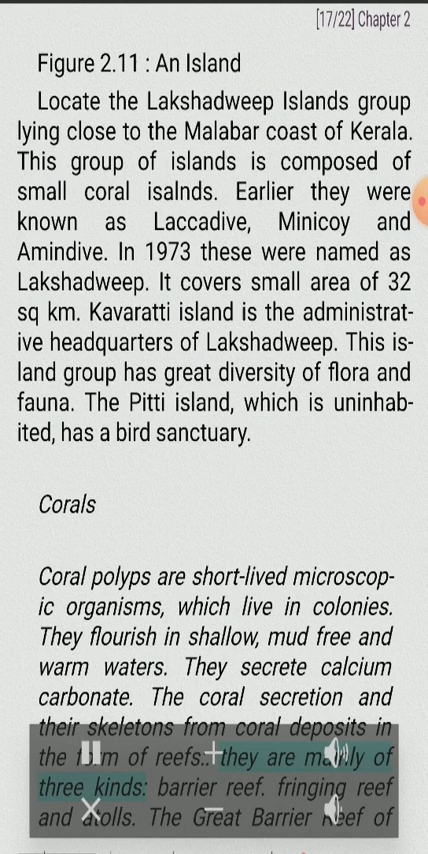 [17/22] Chapter 2
Figure 2.11 : An Island
Locate the Lakshadweep Islands group
lying close to the Malabar coast of Kerala.
This group of islands is composed of
small coral isalnds. Earlier they were
known as Laccadive, Minicoy and
Amindive. In 1973 these were named as
Lakshadweep. It covers small area of 32
sq km. Kavaratti island is the administrat-
ive headquarters of Lakshadweep. This is-
land group has great diversity of flora and
fauna. The Pitti island, which is uninhab-
ited, has a bird sanctuary.
Corals
Coral polyps are short-lived microscop-
ic organisms, which live in colonies.
They flourish in shallow, mud free and
warm waters. They secrete calcium
carbonate. The coral secretion and
their skeletons from coral deposits in
the form of reefs.. they are mainly of
three kinds: barrier reef. fringing reef
and atolls. The Great Barrier Reef of